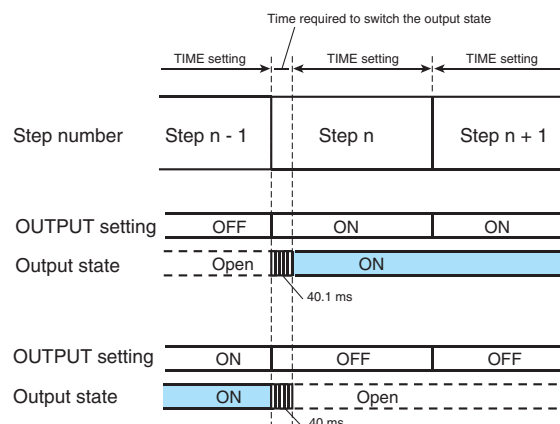 Time required to switch the output state
TIME setting TIME setting TIME setting
Step number Step n - 1 Step n Step n + 1
OUTPUT setting OFF ON ON
Output state Open ON
40.1 ms
OUTPUT setting ON OFF OFF
Output state ON Open
40 ms